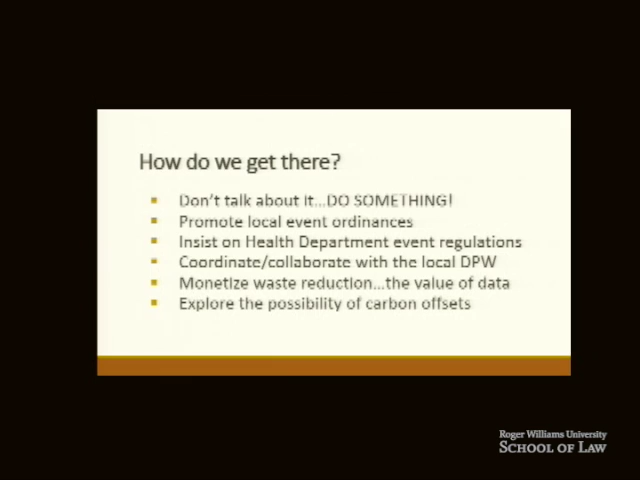 How do we get there?
Don't talk about it...DO SOMETHING!
Promote local event ordinances
Insist on Health Department event regulations
Coordinate/collaborate with the local DPW
Monetize waste reduction...the value of data
Explore the possibility of carbon offsets
Roger Williams University
SCHOOL OF LAW